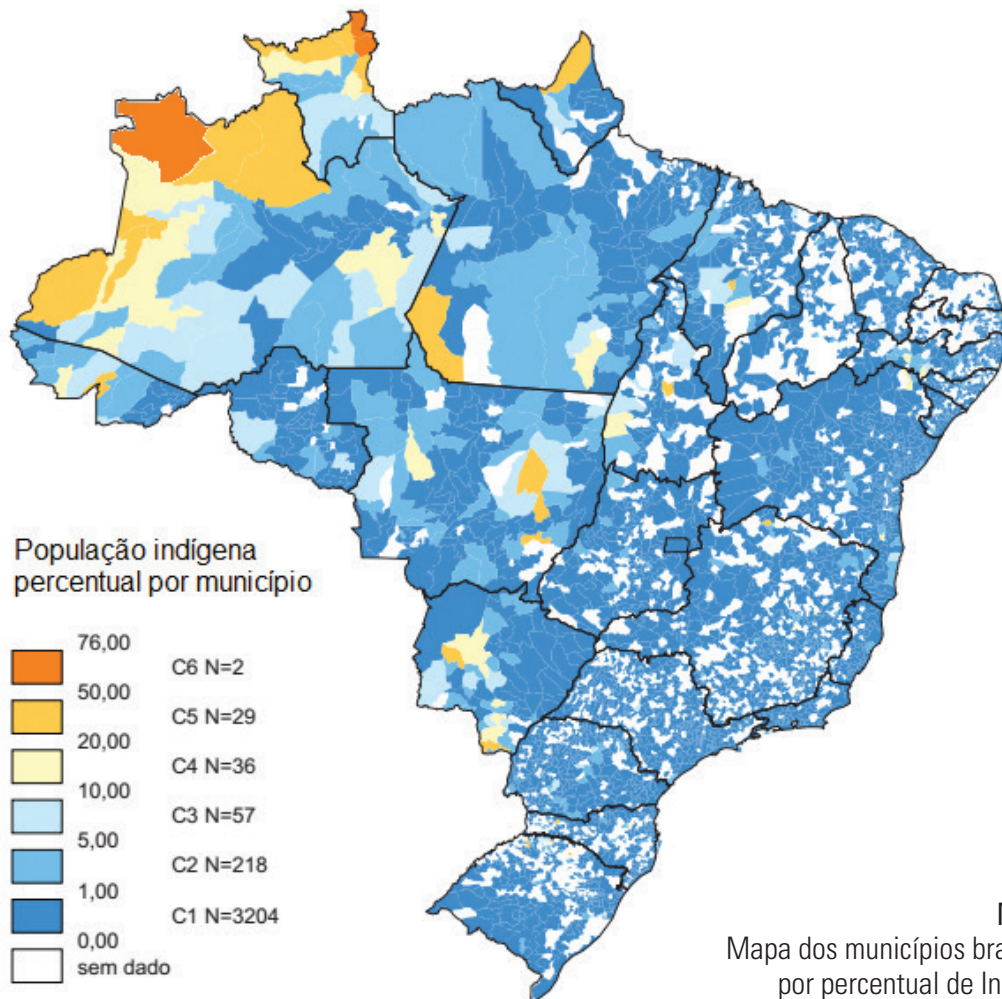 População indígena
percentual por município
76,00
C6 N=2
50,00
C5 N=29
20,00
C4 N=36
10,00
C3 N=57
5,00
C2 N=218
1,00
C1 N=3204
0,00
sem dado
Mapa dos municípios
por percentual de